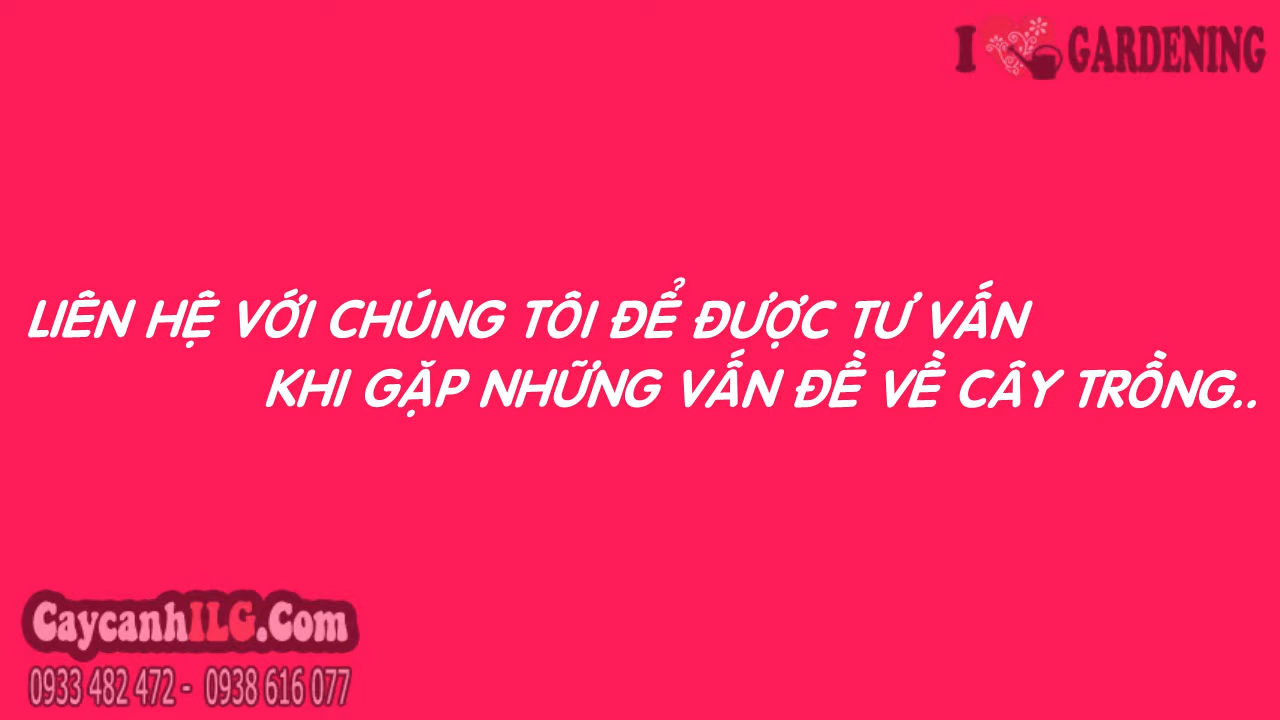 I GARDENING
LIÊN HỆ VỚI CHÚNG TÔI ĐỂ ĐƯỢC TƯ VẤN
KHI GẶP NHỮNG VẤN ĐỀ VỀ CÂY TRỒNG..
CaycanhILG.Com
0933 482 472 - 0938 616 077